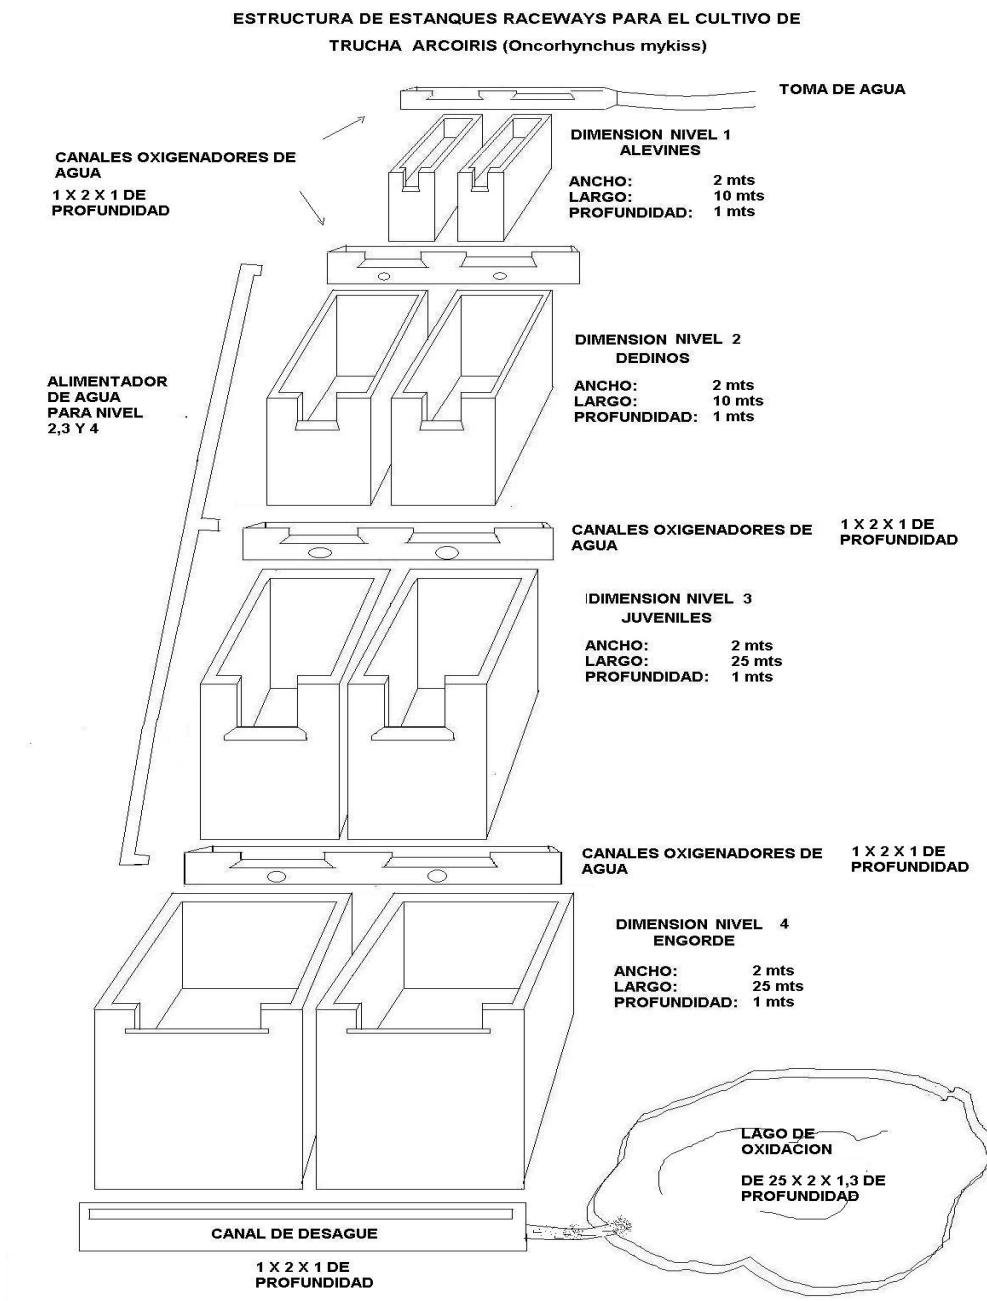 ESTRUCTURA DE ESTANQUES RACEWAYS PARA EL CULTIVO DE
TRUCHA ARCOIRIS (Oncorhynchus mykiss)
TOMA DE AGUA
CANALES OXIGENADORES DE
AGUA
1 X 2 X 1 DE
PROFUNDIDAD
DIMENSION NIVEL 1
ALEVINES
ANCHO: 2 mts
LARGO: 10 mts
PROFUNDIDAD: 1 mts
ALIMENTADOR
DE AGUA
PARA NIVEL
2,3 Y 4
DIMENSION NIVEL 2
DEDINOS
ANCHO: 2 mts
LARGO: 10 mts
PROFUNDIDAD: 1 mts
CANALES OXIGENADORES DE
AGUA
1 X 2 X 1 DE
PROFUNDIDAD
DIMENSION NIVEL 3
JUVENILES
ANCHO: 2 mts
LARGO: 25 mts
PROFUNDIDAD: 1 mts
CANALES OXIGENADORES DE
AGUA
1 X 2 X 1 DE
PROFUNDIDAD
DIMENSION NIVEL 4
ENGORDE
ANCHO: 2 mts
LARGO: 25 mts
PROFUNDIDAD: 1 mts
LAGO DE
OXIDACION
DE 25 X 2 X 1,3 DE
PROFUNDIDAD
CANAL DE DESAGUE
1 X 2 X 1 DE
PROFUNDIDAD